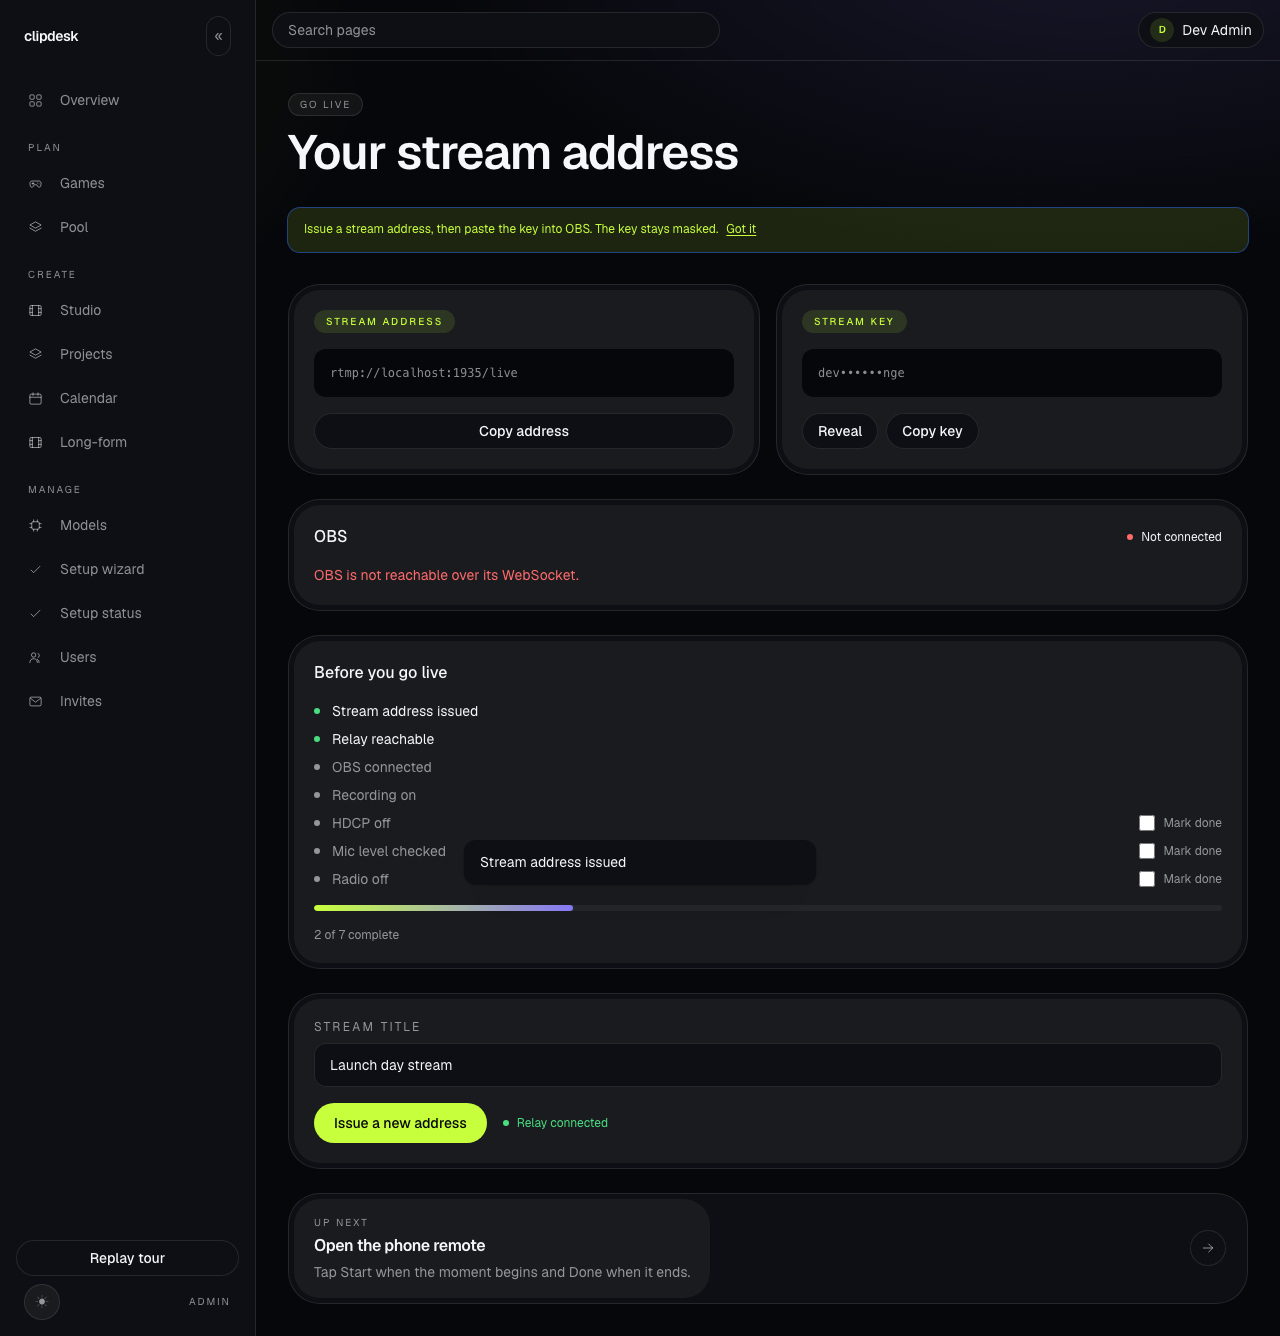 clipdesk
«
Search pages
D
Dev Admin
Overview
PLAN
Games
Pool
CREATE
Studio
Projects
Calendar
Long-form
MANAGE
Models
Setup wizard
Setup status
Users
Invites
Replay tour
ADMIN
GO LIVE
Your stream address
Issue a stream address, then paste the key into OBS. The key stays masked. Got it
STREAM ADDRESS
rtmp://localhost:1935/live
Copy address
STREAM KEY
dev••••••nge
Reveal
Copy key
OBS
Not connected
OBS is not reachable over its WebSocket.
Before you go live
Stream address issued
Relay reachable
OBS connected
Recording on
HDCP off
Mark done
Mic level checked
Mark done
Stream address issued
Radio off
Mark done
2 of 7 complete
STREAM TITLE
Launch day stream
Issue a new address
Relay connected
UP NEXT
Open the phone remote
Tap Start when the moment begins and Done when it ends.